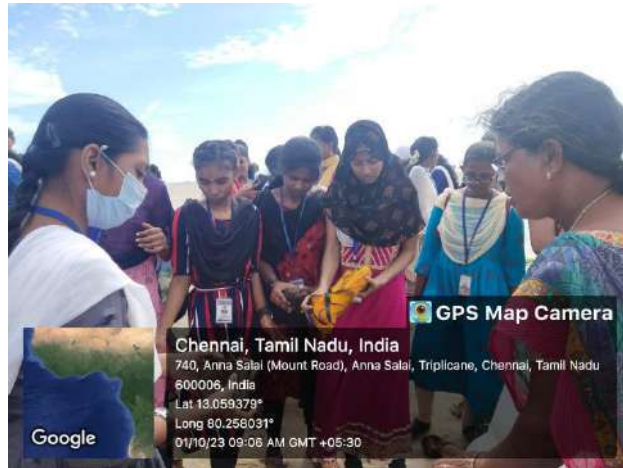 GPS Map Camera
Chennai, Tamil Nadu, India
740, Anna Salai (Mount Road), Anna Salai, Triplicane, Chennai, Tamil Nadu
600006, India
Lat 13.059379°
Long 80.258031°
01/10/23 09:06 AM GMT +05:30
Google